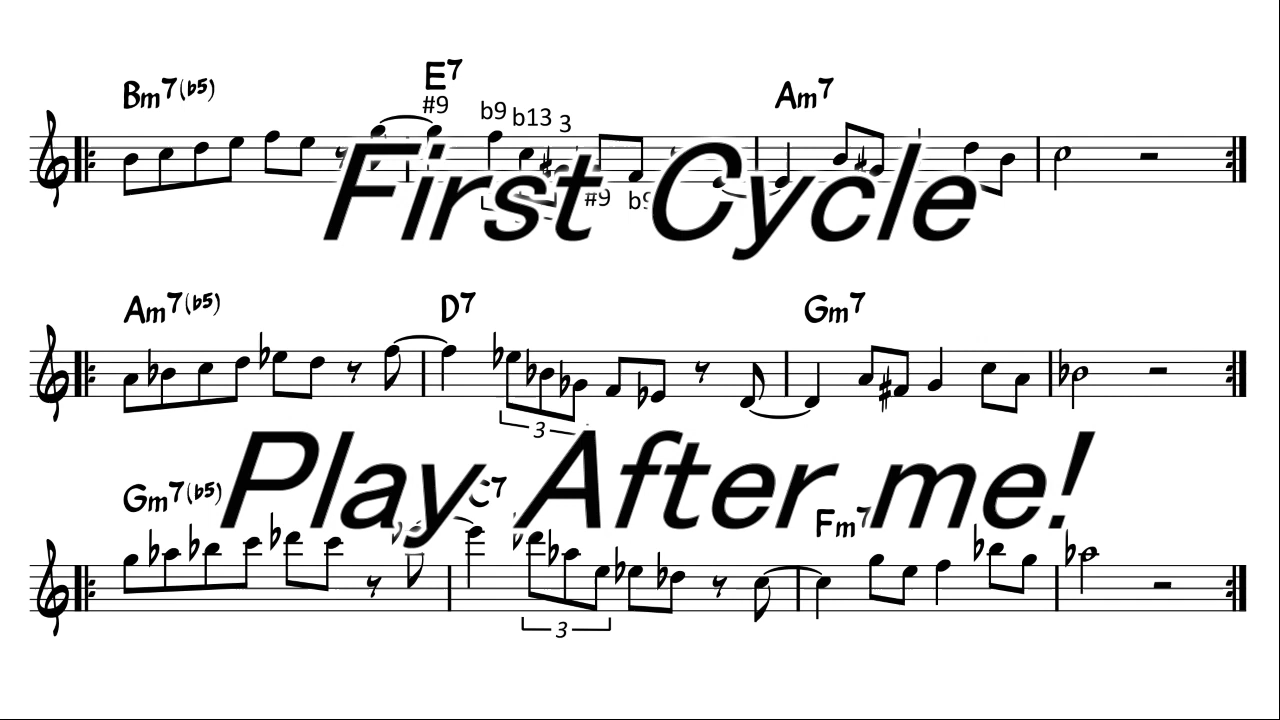 Bm7(b5) E7 Am7
#9 b9 b13 3
First Cycle
#9
Am7(b5) D7 Gm7
3
Play After me!
Gm7(b5) Fm7
3